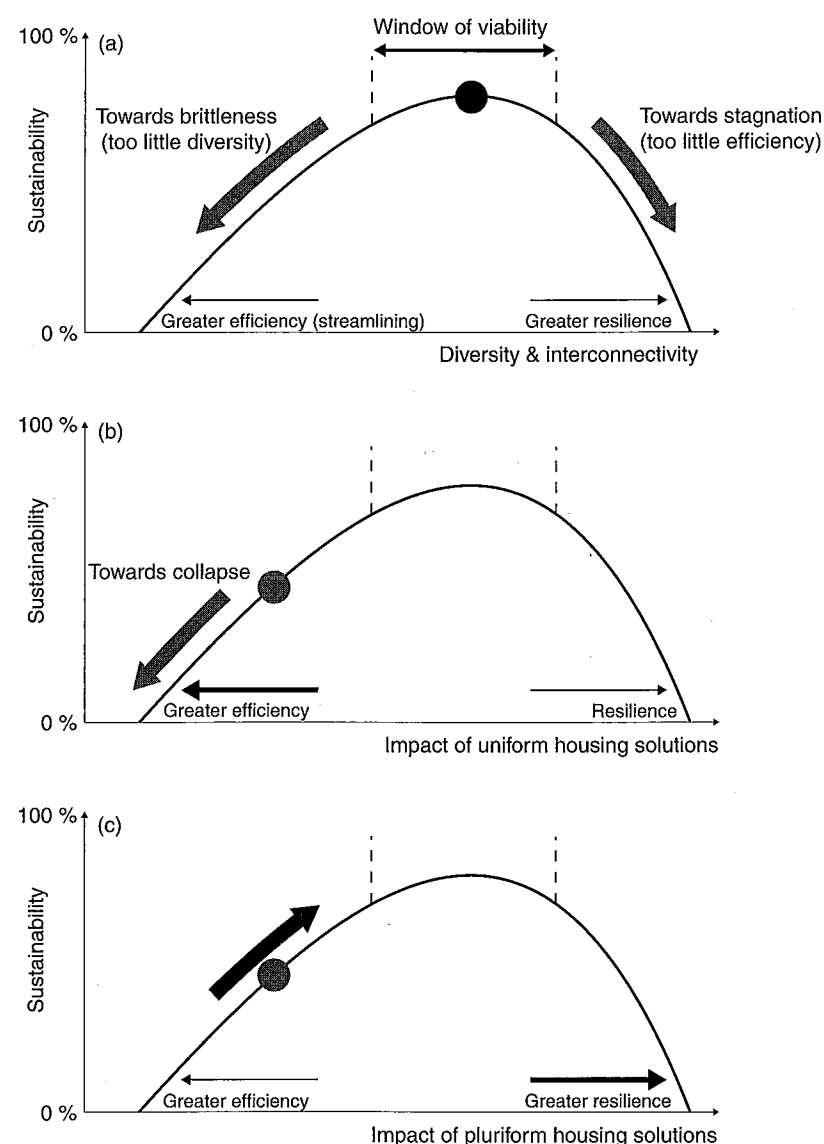 Window of viability
100 %
(a)
Towards brittleness
(too little diversity)
Towards stagnation
(too little efficiency)
Sustainability
Greater efficiency (streamlining)
Greater resilience
0 %
Diversity & interconnectivity
100 %
(b)
Sustainability
Towards collapse
Greater efficiency
Resilience
0 %
Impact of uniform housing solutions
100 %
(c)
Sustainability
Greater efficiency
Greater resilience
0 %
Impact of pluriform housing solutions